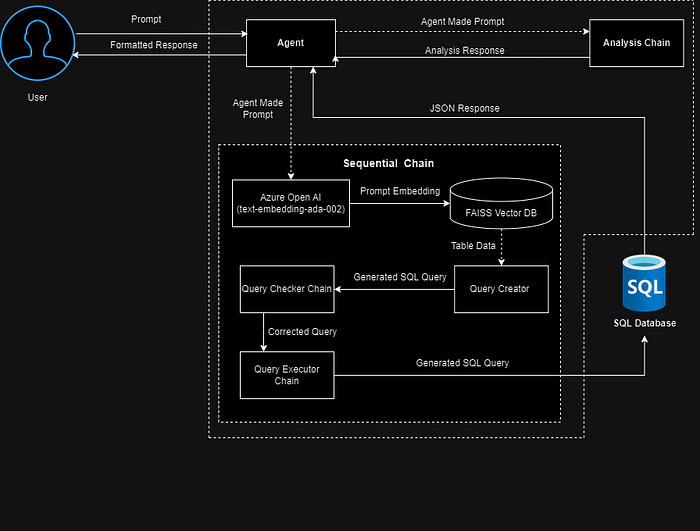 Prompt
Agent Made Prompt
Agent
Analysis Chain
Formatted Response
Analysis Response
User
Agent Made
Prompt
JSON Response
Sequential Chain
Azure Open AI
(text-embedding-ada-002)
Prompt Embedding
FAISS Vector DB
Table Data
Query Checker Chain
Generated SQL Query
Query Creator
SQL
SQL Database
Corrected Query
Query Executor
Chain
Generated SQL Query